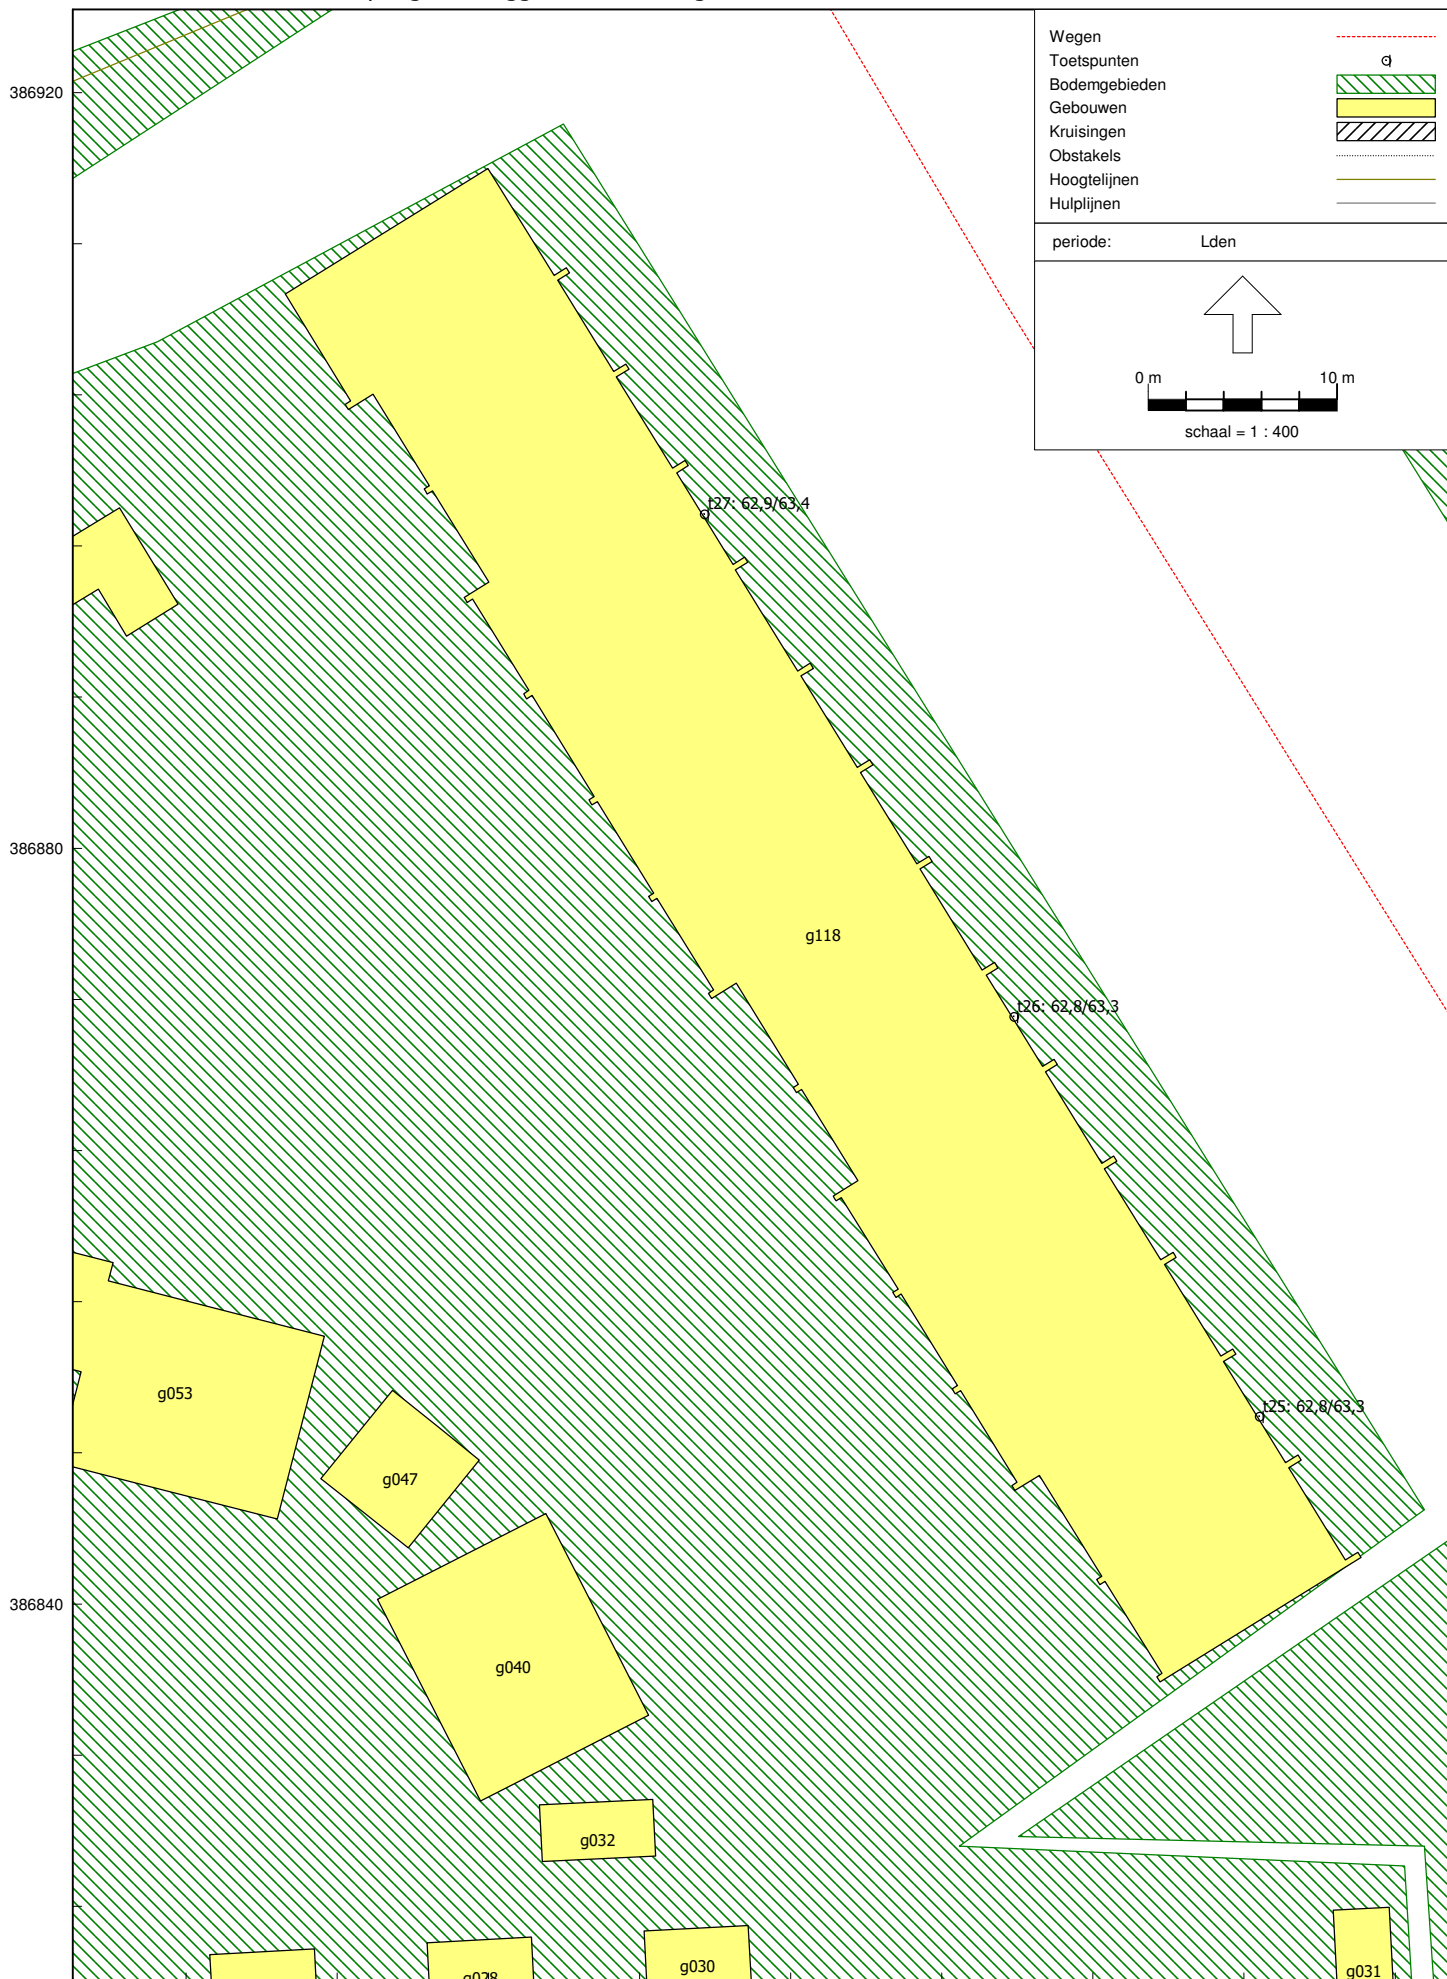 Wegen
Toetspunten
Bodemgebieden
Gebouwen
Kruisingen
Obstakels
Hoogtelijnen
Hulplijnen
periode: Lden
0 m 10 m
schaal = 1 : 400
386920
t27: 62,9/63,4
386880
g118
t26: 62,8/63,3
g053
t25: 62,8/63,3
g047
386840
g040
g032
g030
g031
g028